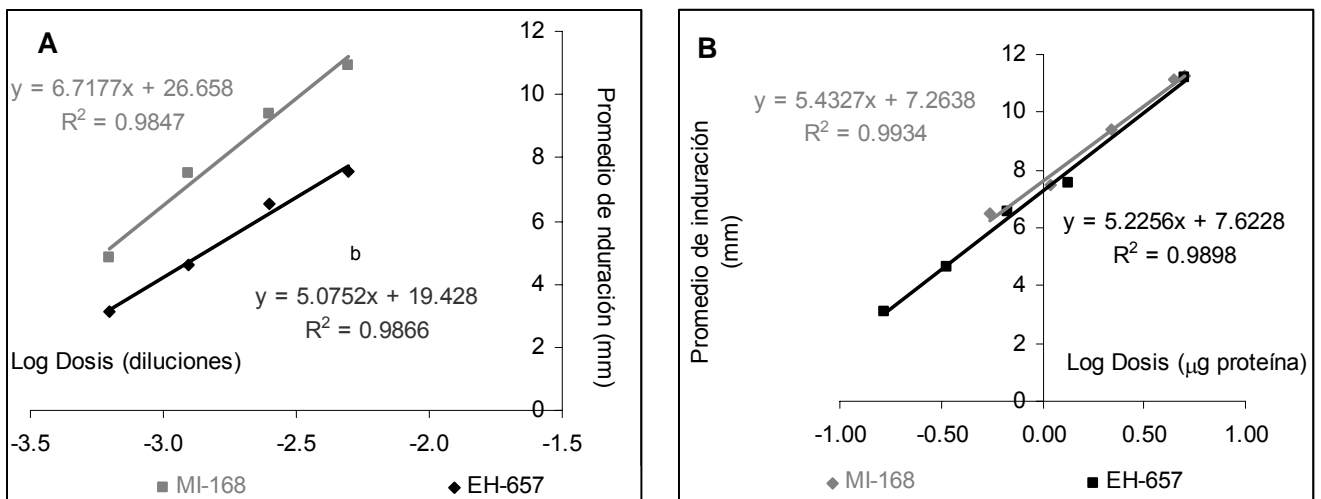 A
y = 6.7177x + 26.658
R² = 0.9847
b
y = 5.0752x + 19.428
R² = 0.9866
Log Dosis (diluciones)
Promedio de nduración (mm)
12
10
8
6
4
2
0
-3.5 -3.0 -2.5 -2.0 -1.5
MI-168 EH-657
B
y = 5.4327x + 7.2638
R² = 0.9934
y = 5.2256x + 7.6228
R² = 0.9898
Promedio de induración
(mm)
Log Dosis (µg proteína)
12
10
8
6
4
2
0
-1.00 -0.50 0.00 0.50 1.00
MI-168 EH-657